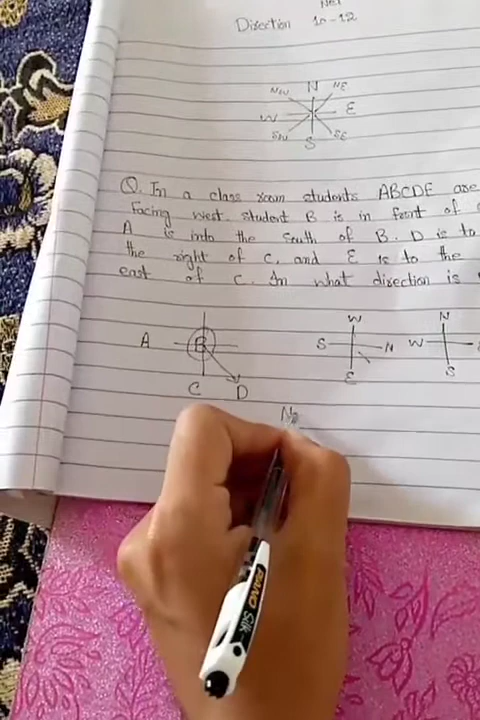 Direction 10-12
NW N NE
W E
SW S SE
Q. In a class room students ABCDE are
Facing west. student B is in front of
A is into the South of B. D is to
the right of C. and E is to the
east of C. In what direction is
A B C D
W S N E
N W S